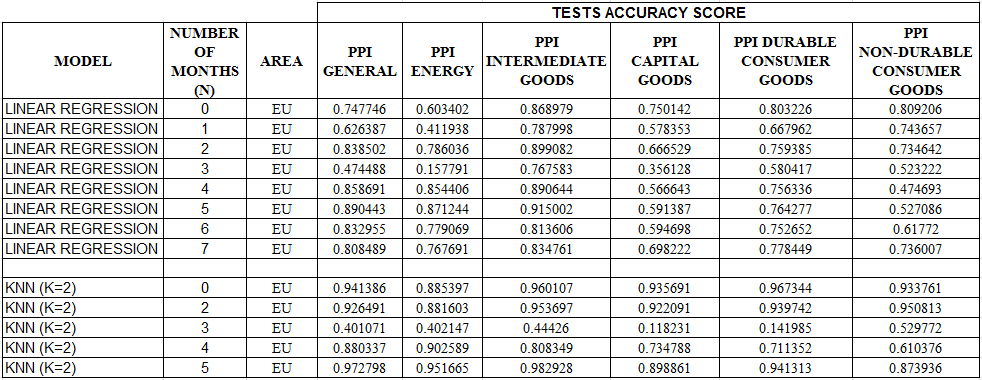 TESTS ACCURACY SCORE
MODEL NUMBER OF MONTHS (N) AREA PPI GENERAL PPI ENERGY PPI INTERMEDIATE GOODS PPI CAPITAL GOODS PPI DURABLE CONSUMER GOODS PPI NON-DURABLE CONSUMER GOODS
LINEAR REGRESSION 0 EU 0.747746 0.603402 0.868979 0.750142 0.803226 0.809206
LINEAR REGRESSION 1 EU 0.626387 0.411938 0.787998 0.578353 0.667962 0.743657
LINEAR REGRESSION 2 EU 0.838502 0.786036 0.899082 0.666529 0.759385 0.734642
LINEAR REGRESSION 3 EU 0.474488 0.157791 0.767583 0.356128 0.580417 0.523222
LINEAR REGRESSION 4 EU 0.858691 0.854406 0.890644 0.566643 0.756336 0.474693
LINEAR REGRESSION 5 EU 0.890443 0.871244 0.915002 0.591387 0.764277 0.527086
LINEAR REGRESSION 6 EU 0.832955 0.779069 0.813606 0.594698 0.752652 0.61772
LINEAR REGRESSION 7 EU 0.808489 0.767691 0.834761 0.698222 0.778449 0.736007
KNN (K=2) 0 EU 0.941386 0.885397 0.960107 0.935691 0.967344 0.933761
KNN (K=2) 2 EU 0.926491 0.881603 0.953697 0.922091 0.939742 0.950813
KNN (K=2) 3 EU 0.401071 0.402147 0.44426 0.118231 0.141985 0.529772
KNN (K=2) 4 EU 0.880337 0.902589 0.808349 0.734788 0.711352 0.610376
KNN (K=2) 5 EU 0.972798 0.951665 0.982928 0.898861 0.941313 0.873936